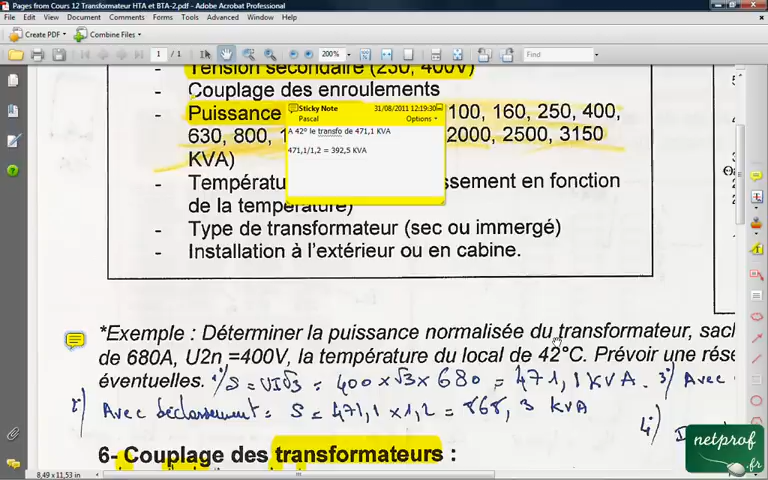 Pages from Cours 12 Transformateur HTA et BTA-2.pdf - Adobe Acrobat Professional
File Edit View Document Comments Forms Tools Advanced Window Help
Create PDF Combine Files
1 / 1 200% Find
Tension secondaire (230, 400V)
- Couplage des enroulements
- Puissance 100, 160, 250, 400,
630, 800, 1 2000, 2500, 3150
KVA)
Sticky Note 31/08/2011 12:19:30
Pascal Options
A 42° le transfo de 471,1 KVA
471,1/1,2 = 392,5 KVA
- Températu ssement en fonction
de la température)
- Type de transformateur (sec ou immergé)
- Installation à l'extérieur ou en cabine.
*Exemple : Déterminer la puissance normalisée du transformateur, sach
de 680A, U2n =400V, la température du local de 42°C. Prévoir une rése
éventuelles. 1°) S = UI√3 = 400 x √3 x 680 = 471,1 KVA. 3°) Avec
2°) Avec déclassement = S = 471,1 x 1,2 = 868,3 KVA
4°)
6- Couplage des transformateurs :
8,49 x 11,53 in
netprof
.fr